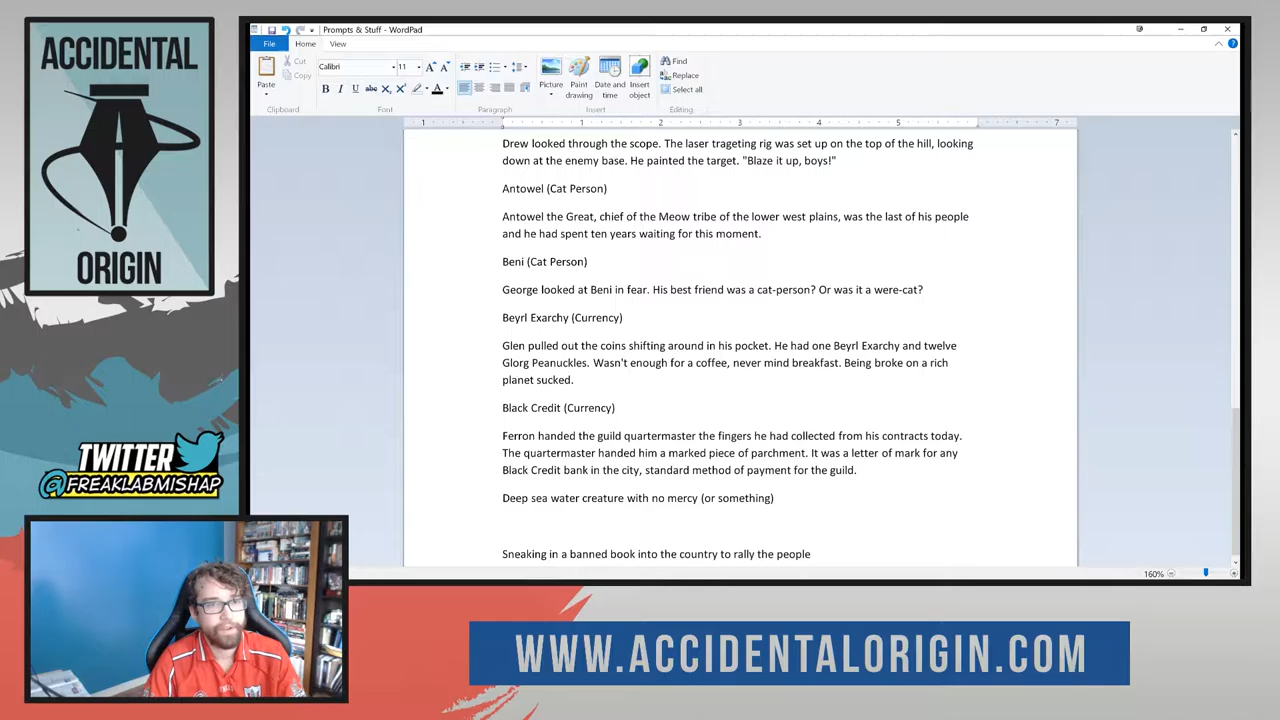 ACCIDENTAL
ORIGIN
TWITTER
@FREAKLABMISHAP
Prompts & Stuff - WordPad
File
Home
View
Paste
Cut
Copy
Clipboard
Calibri
11
Font
Paragraph
Picture
Paint
drawing
Date and
time
Insert
object
Insert
Find
Replace
Select all
Editing
1
1
2
3
4
5
7
Drew looked through the scope. The laser trageting rig was set up on the top of the hill, looking
down at the enemy base. He painted the target. "Blaze it up, boys!"
Antowel (Cat Person)
Antowel the Great, chief of the Meow tribe of the lower west plains, was the last of his people
and he had spent ten years waiting for this moment.
Beni (Cat Person)
George looked at Beni in fear. His best friend was a cat-person? Or was it a were-cat?
Beyrl Exarchy (Currency)
Glen pulled out the coins shifting around in his pocket. He had one Beyrl Exarchy and twelve
Glorg Peanuckles. Wasn't enough for a coffee, never mind breakfast. Being broke on a rich
planet sucked.
Black Credit (Currency)
Ferron handed the guild quartermaster the fingers he had collected from his contracts today.
The quartermaster handed him a marked piece of parchment. It was a letter of mark for any
Black Credit bank in the city, standard method of payment for the guild.
Deep sea water creature with no mercy (or something)
Sneaking in a banned book into the country to rally the people
160%
WWW.ACCIDENTALORIGIN.COM